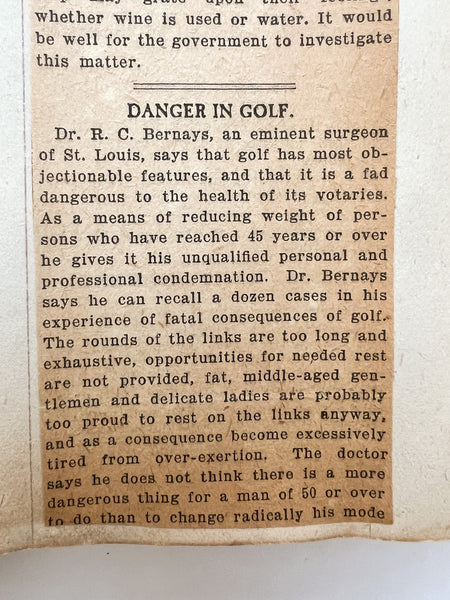 may grate upon their
whether wine is used or water. It would
be well for the government to investigate
this matter.
DANGER IN GOLF.
Dr. R. C. Bernays, an eminent surgeon
of St. Louis, says that golf has most ob-
jectionable features, and that it is a fad
dangerous to the health of its votaries.
As a means of reducing weight of per-
sons who have reached 45 years or over
he gives it his unqualified personal and
professional condemnation. Dr. Bernays
says he can recall a dozen cases in his
experience of fatal consequences of golf.
The rounds of the links are too long and
exhaustive, opportunities for needed rest
are not provided, fat, middle-aged gen-
tlemen and delicate ladies are probably
too proud to rest on the links anyway,
and as a consequence become excessively
tired from over-exertion. The doctor
says he does not think there is a more
dangerous thing for a man of 50 or over
to do than to change radically his mode